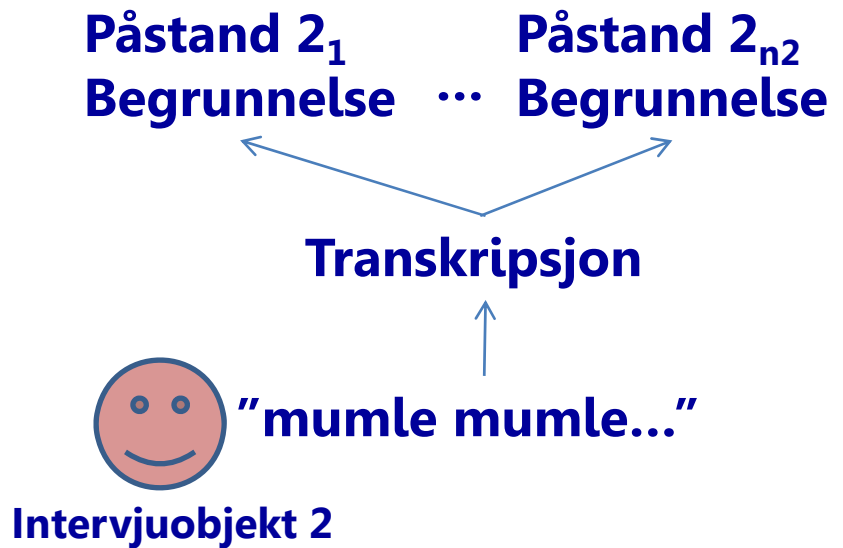 Påstand 2₁
Begrunnelse
...
Påstand 2ₙ₂
Begrunnelse
Transkripsjon
”mumle mumle…”
Intervjuobjekt 2